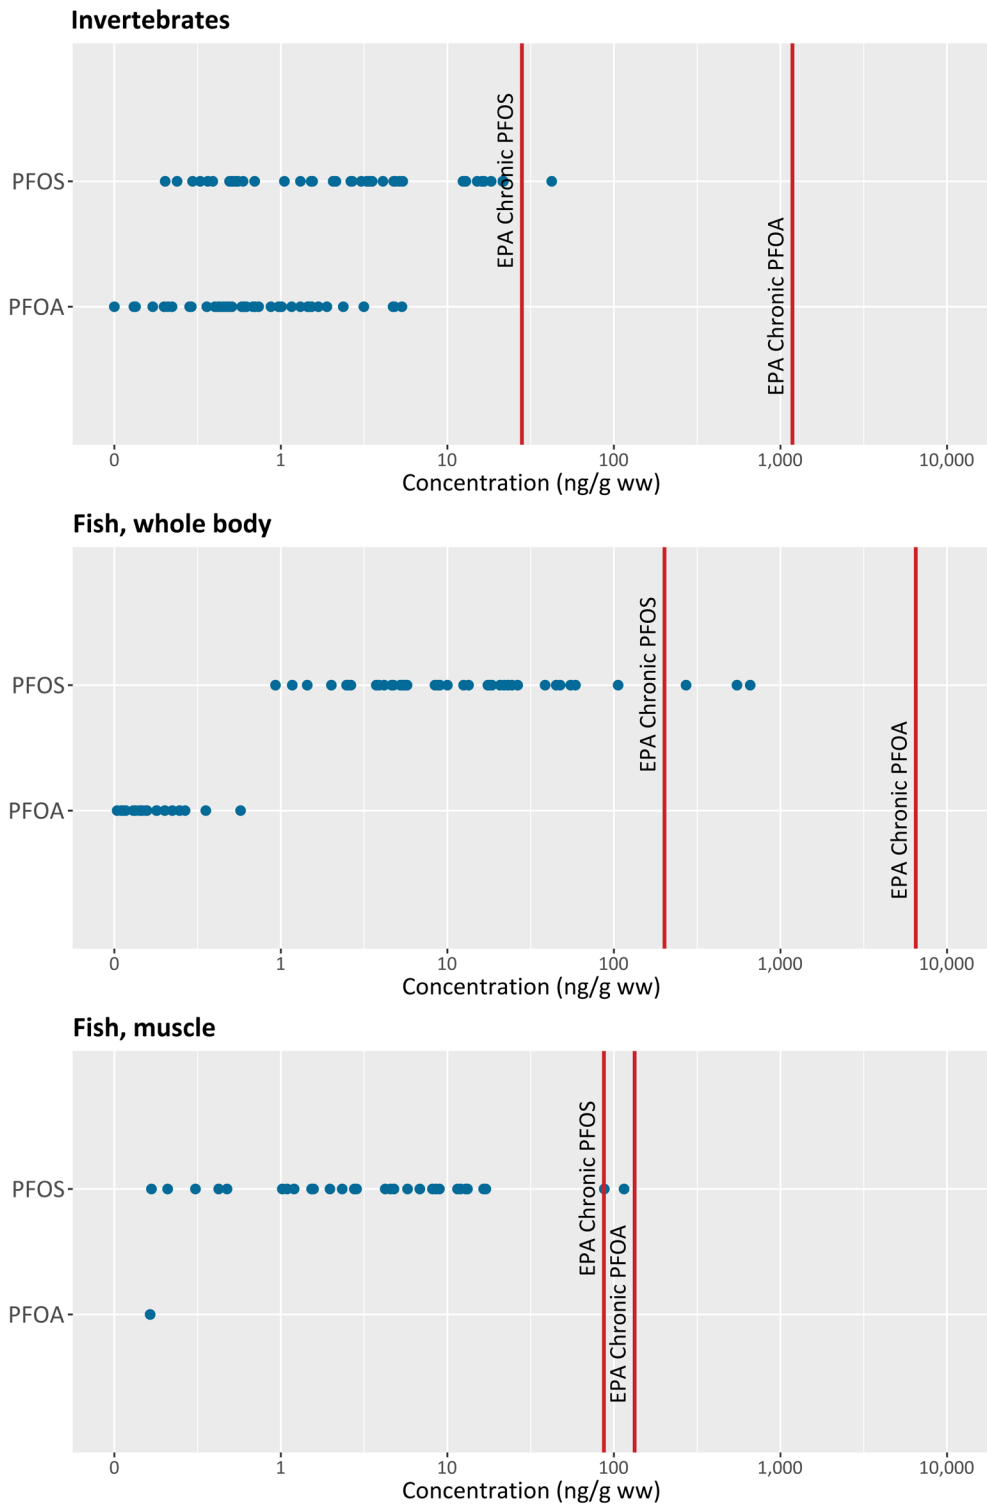 Invertebrates
EPA Chronic PFOS
PFOS
EPA Chronic PFOA
PFOA
0 1 10 100 1,000 10,000
Concentration (ng/g ww)
Fish, whole body
EPA Chronic PFOS
PFOS
EPA Chronic PFOA
PFOA
0 1 10 100 1,000 10,000
Concentration (ng/g ww)
Fish, muscle
EPA Chronic PFOS
PFOS
EPA Chronic PFOA
PFOA
0 1 10 100 1,000 10,000
Concentration (ng/g ww)